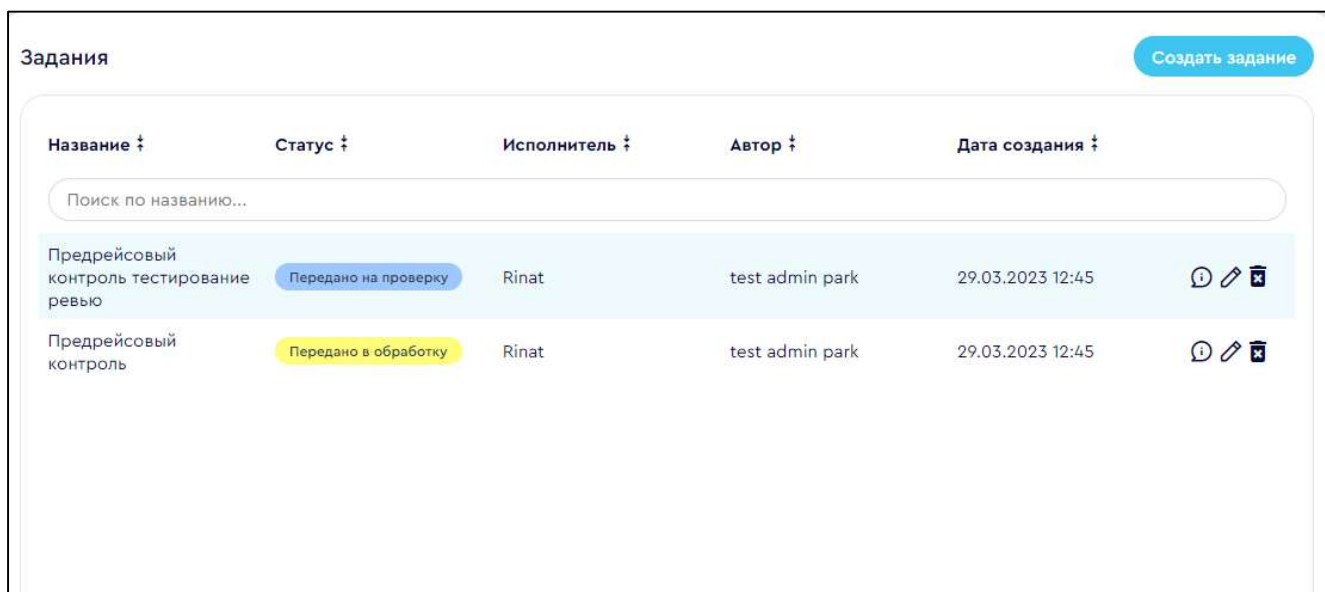 Задания
Создать задание
Название Статус Исполнитель Автор Дата создания
Поиск по названию...
Предрейсовый
контроль тестирование Передано на проверку Rinat test admin park 29.03.2023 12:45
ревью
Предрейсовый
контроль Передано в обработку Rinat test admin park 29.03.2023 12:45